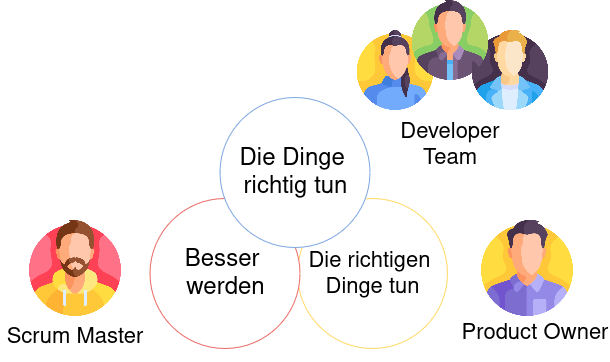 Developer
Team
Die Dinge
richtig tun
Besser
werden
Die richtigen
Dinge tun
Scrum Master
Product Owner